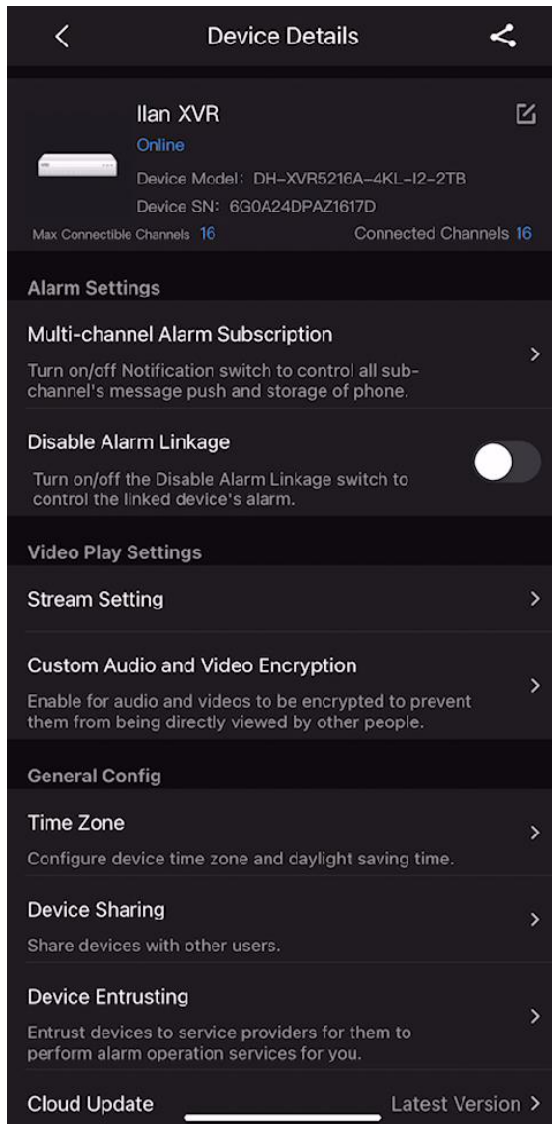 Device Details
Ilan XVR
Online
Device Model: DH-XVR5216A-4KL-I2-2TB
Device SN: 6G0A24DPAZ1617D
Max Connectible Channels 16
Connected Channels 16
Alarm Settings
Multi-channel Alarm Subscription
Turn on/off Notification switch to control all sub-
channel's message push and storage of phone.
Disable Alarm Linkage
Turn on/off the Disable Alarm Linkage switch to
control the linked device's alarm.
Video Play Settings
Stream Setting
Custom Audio and Video Encryption
Enable for audio and videos to be encrypted to prevent
them from being directly viewed by other people.
General Config
Time Zone
Configure device time zone and daylight saving time.
Device Sharing
Share devices with other users.
Device Entrusting
Entrust devices to service providers for them to
perform alarm operation services for you.
Cloud Update
Latest Version